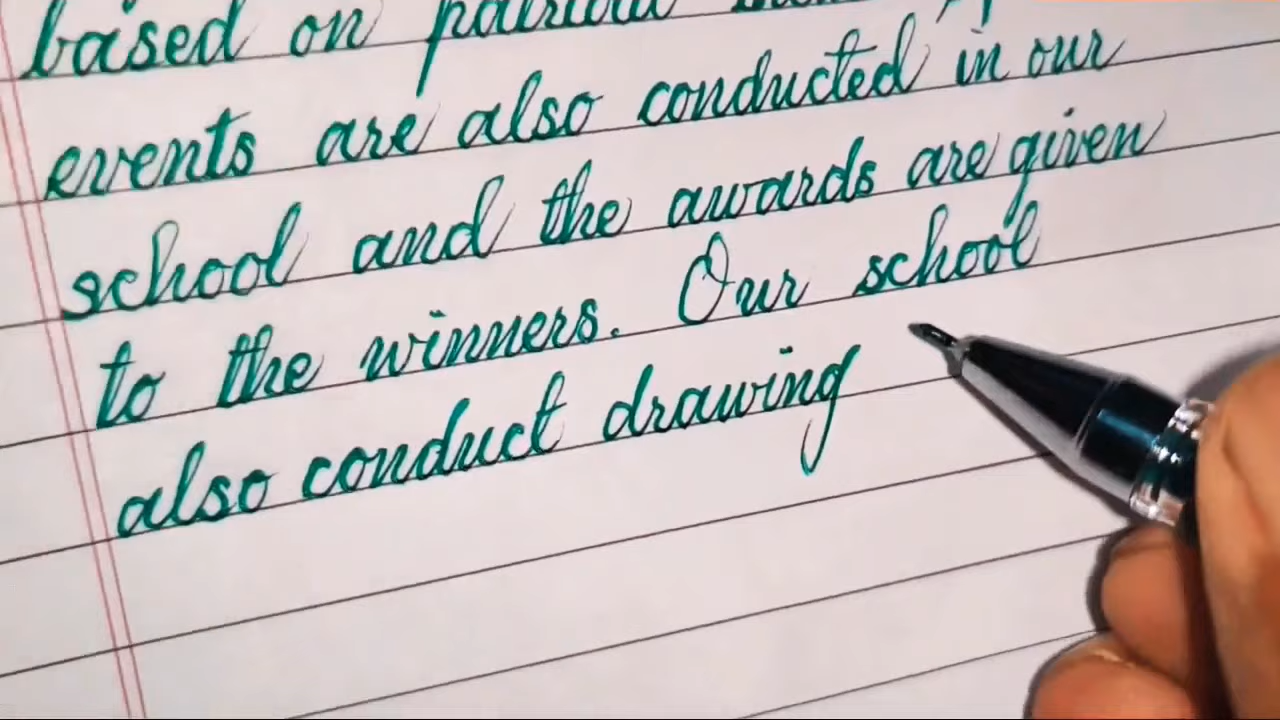 based on
events are also conducted in our
school and the awards are given
to the winners. Our school
also conduct drawing